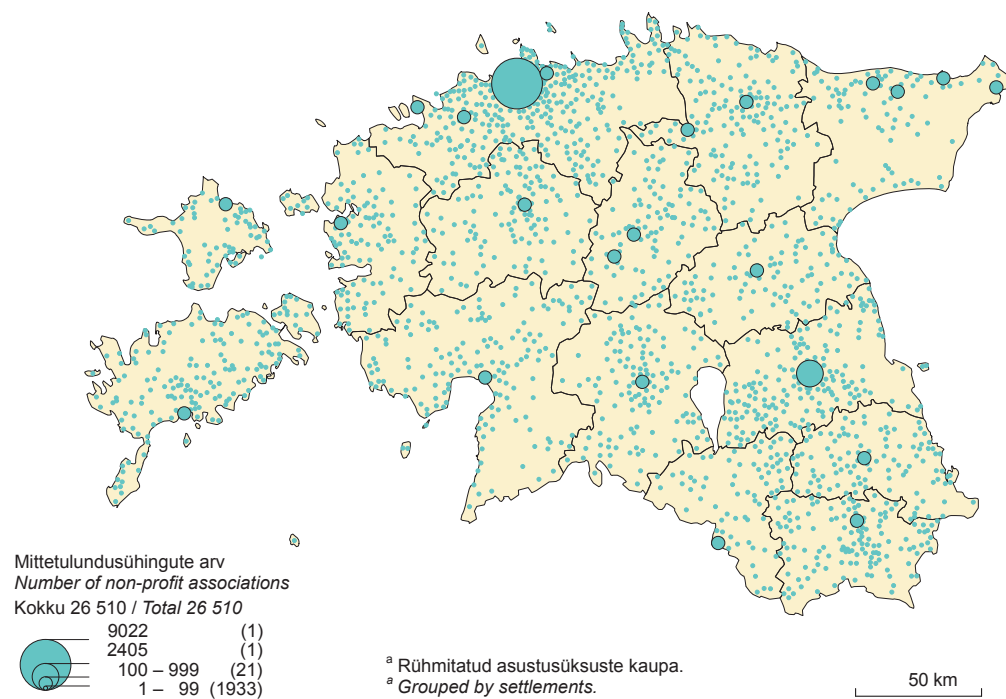 Mittetulundusühingute arv
Number of non-profit associations
Kokku 26 510 / Total 26 510
9022 (1)
2405 (1)
100 – 999 (21)
1 – 99 (1933)
a Rühmitatud asustusüksuste kaupa.
a Grouped by settlements.
50 km